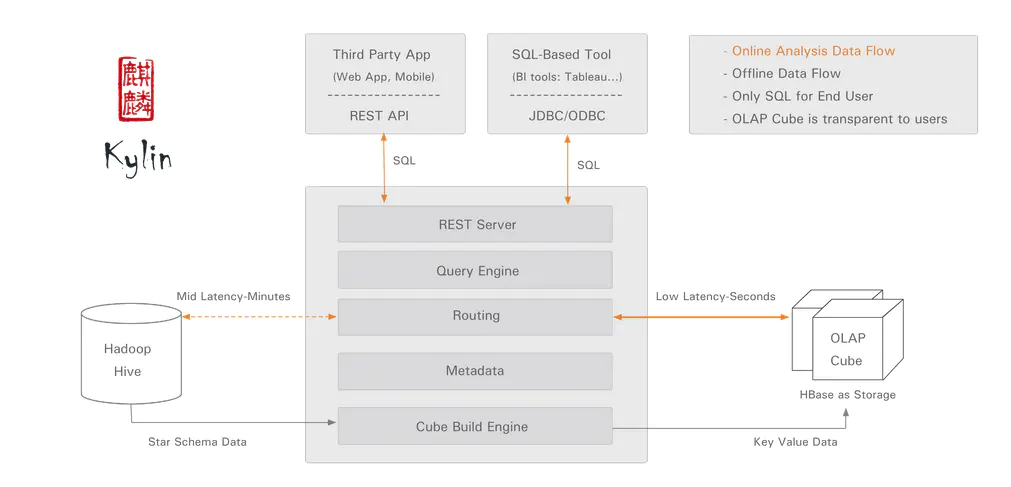 麒麟
Kylin
Third Party App
(Web App, Mobile)
REST API
SQL-Based Tool
(BI tools: Tableau...)
JDBC/ODBC
- Online Analysis Data Flow
- Offline Data Flow
- Only SQL for End User
- OLAP Cube is transparent to users
SQL
SQL
REST Server
Query Engine
Mid Latency-Minutes
Routing
Low Latency-Seconds
Hadoop
Hive
OLAP
Cube
Metadata
HBase as Storage
Cube Build Engine
Star Schema Data
Key Value Data